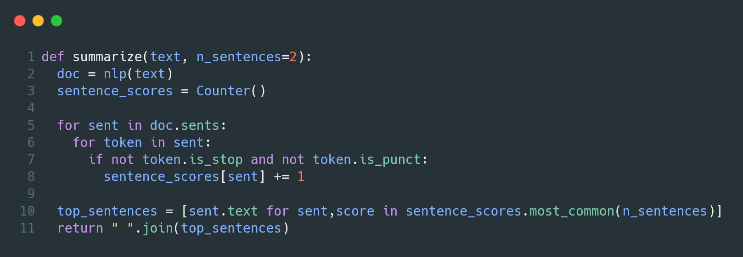 1 def summarize(text, n_sentences=2):
2   doc = nlp(text)
3   sentence_scores = Counter()
4
5   for sent in doc.sents:
6     for token in sent:
7       if not token.is_stop and not token.is_punct:
8         sentence_scores[sent] += 1
9
10   top_sentences = [sent.text for sent,score in sentence_scores.most_common(n_sentences)]
11   return " ".join(top_sentences)